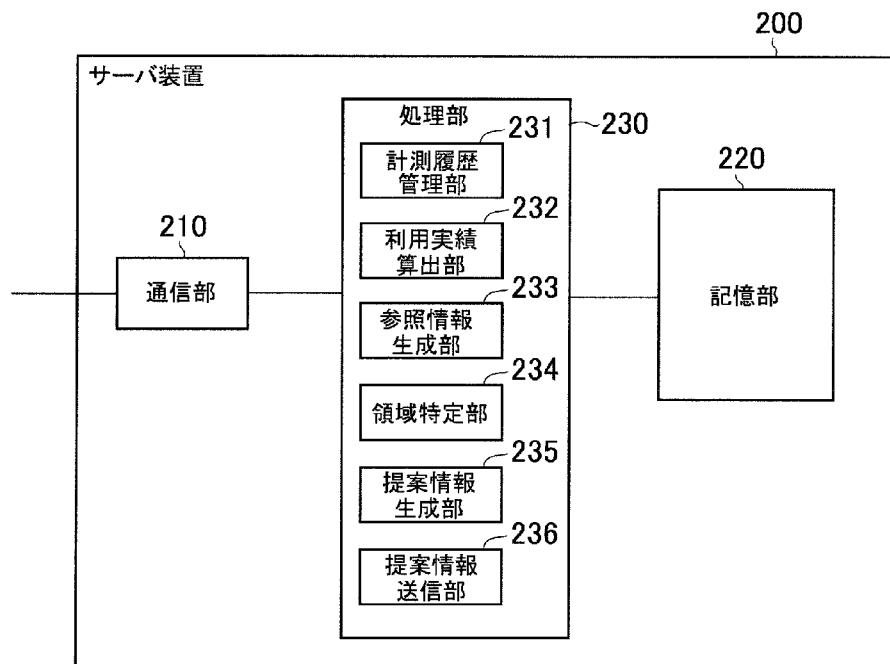 200
サーバ装置
処理部
230
231
計測履歴
管理部
220
記憶部
210
通信部
232
利用実績
算出部
233
参照情報
生成部
234
領域特定部
235
提案情報
生成部
236
提案情報
送信部